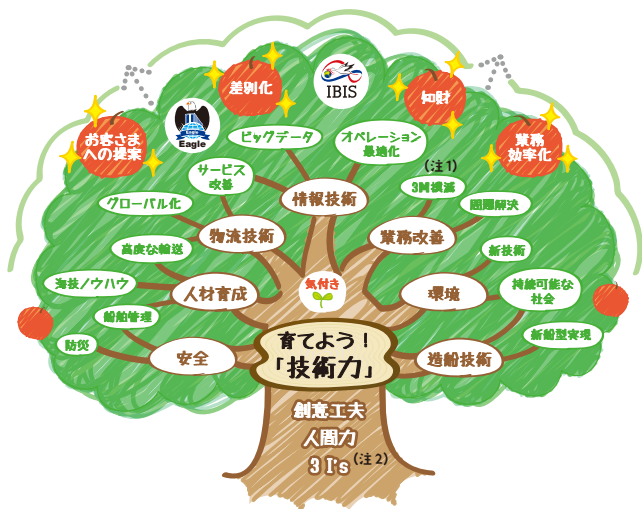 差別化
IBIS
知財
お客さま
への提案
Eagle
Eagle
業務
効率化
ビッグデータ
オペレーション
最適化
サービス
改善
(注1)
3M撲滅
グローバル化
情報技術
問題解決
物流技術
業務改善
高度な輸送
新技術
気付き
海技ノウハウ
人材育成
環境
持続可能な
社会
船舶管理
防災
安全
育てよう!
「技術力」
造船技術
新船型実現
創意工夫
人間力
3 I's (注2)